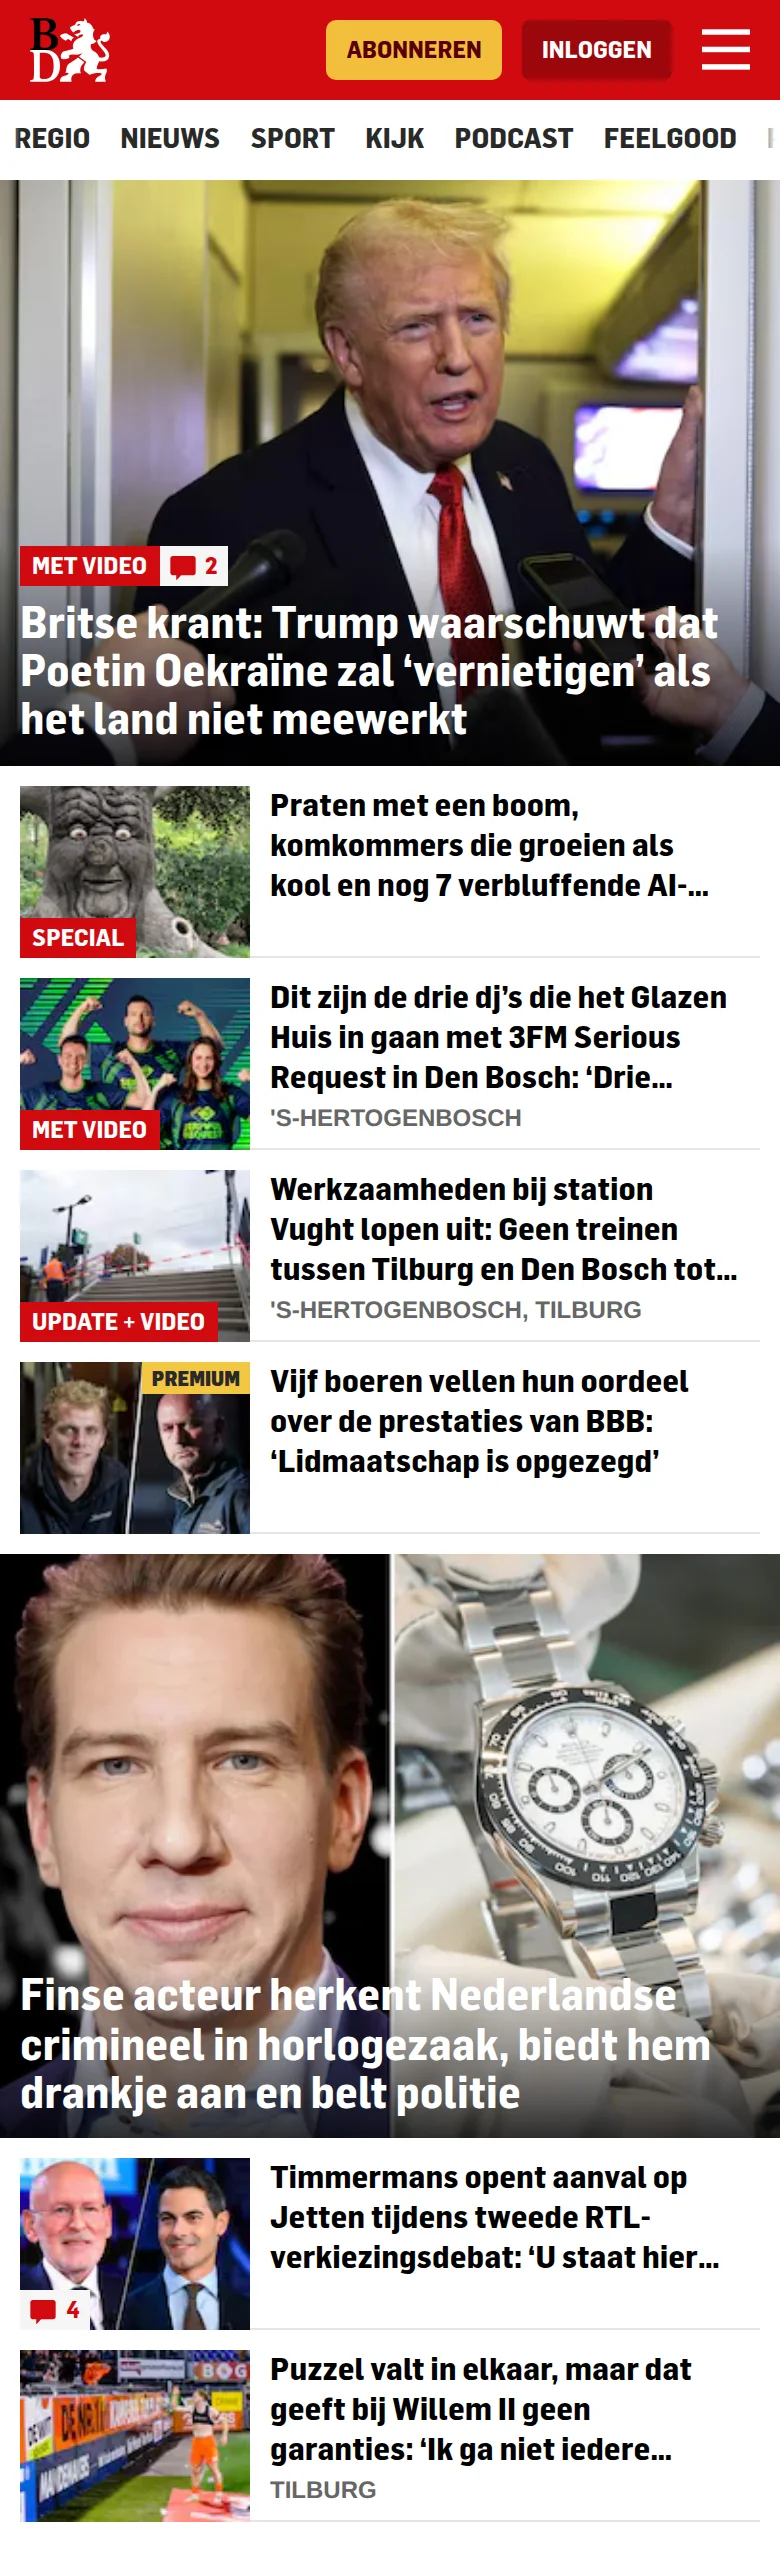 BD
ABONNEREN
INLOGGEN
REGIO NIEUWS SPORT KIJK PODCAST FEELGOOD
MET VIDEO 2
Britse krant: Trump waarschuwt dat
Poetin Oekraïne zal ‘vernietigen’ als
het land niet meewerkt
SPECIAL
Praten met een boom,
komkommers die groeien als
kool en nog 7 verbluffende AI-...
MET VIDEO
Dit zijn de drie dj’s die het Glazen
Huis in gaan met 3FM Serious
Request in Den Bosch: ‘Drie...
'S-HERTOGENBOSCH
UPDATE + VIDEO
Werkzaamheden bij station
Vught lopen uit: Geen treinen
tussen Tilburg en Den Bosch tot...
'S-HERTOGENBOSCH, TILBURG
PREMIUM
Vijf boeren vellen hun oordeel
over de prestaties van BBB:
‘Lidmaatschap is opgezegd’
Finse acteur herkent Nederlandse
crimineel in horlogezaak, biedt hem
drankje aan en belt politie
4
Timmermans opent aanval op
Jetten tijdens tweede RTL-
verkiezingsdebat: ‘U staat hier...
Puzzel valt in elkaar, maar dat
geeft bij Willem II geen
garanties: ‘Ik ga niet iedere...
TILBURG